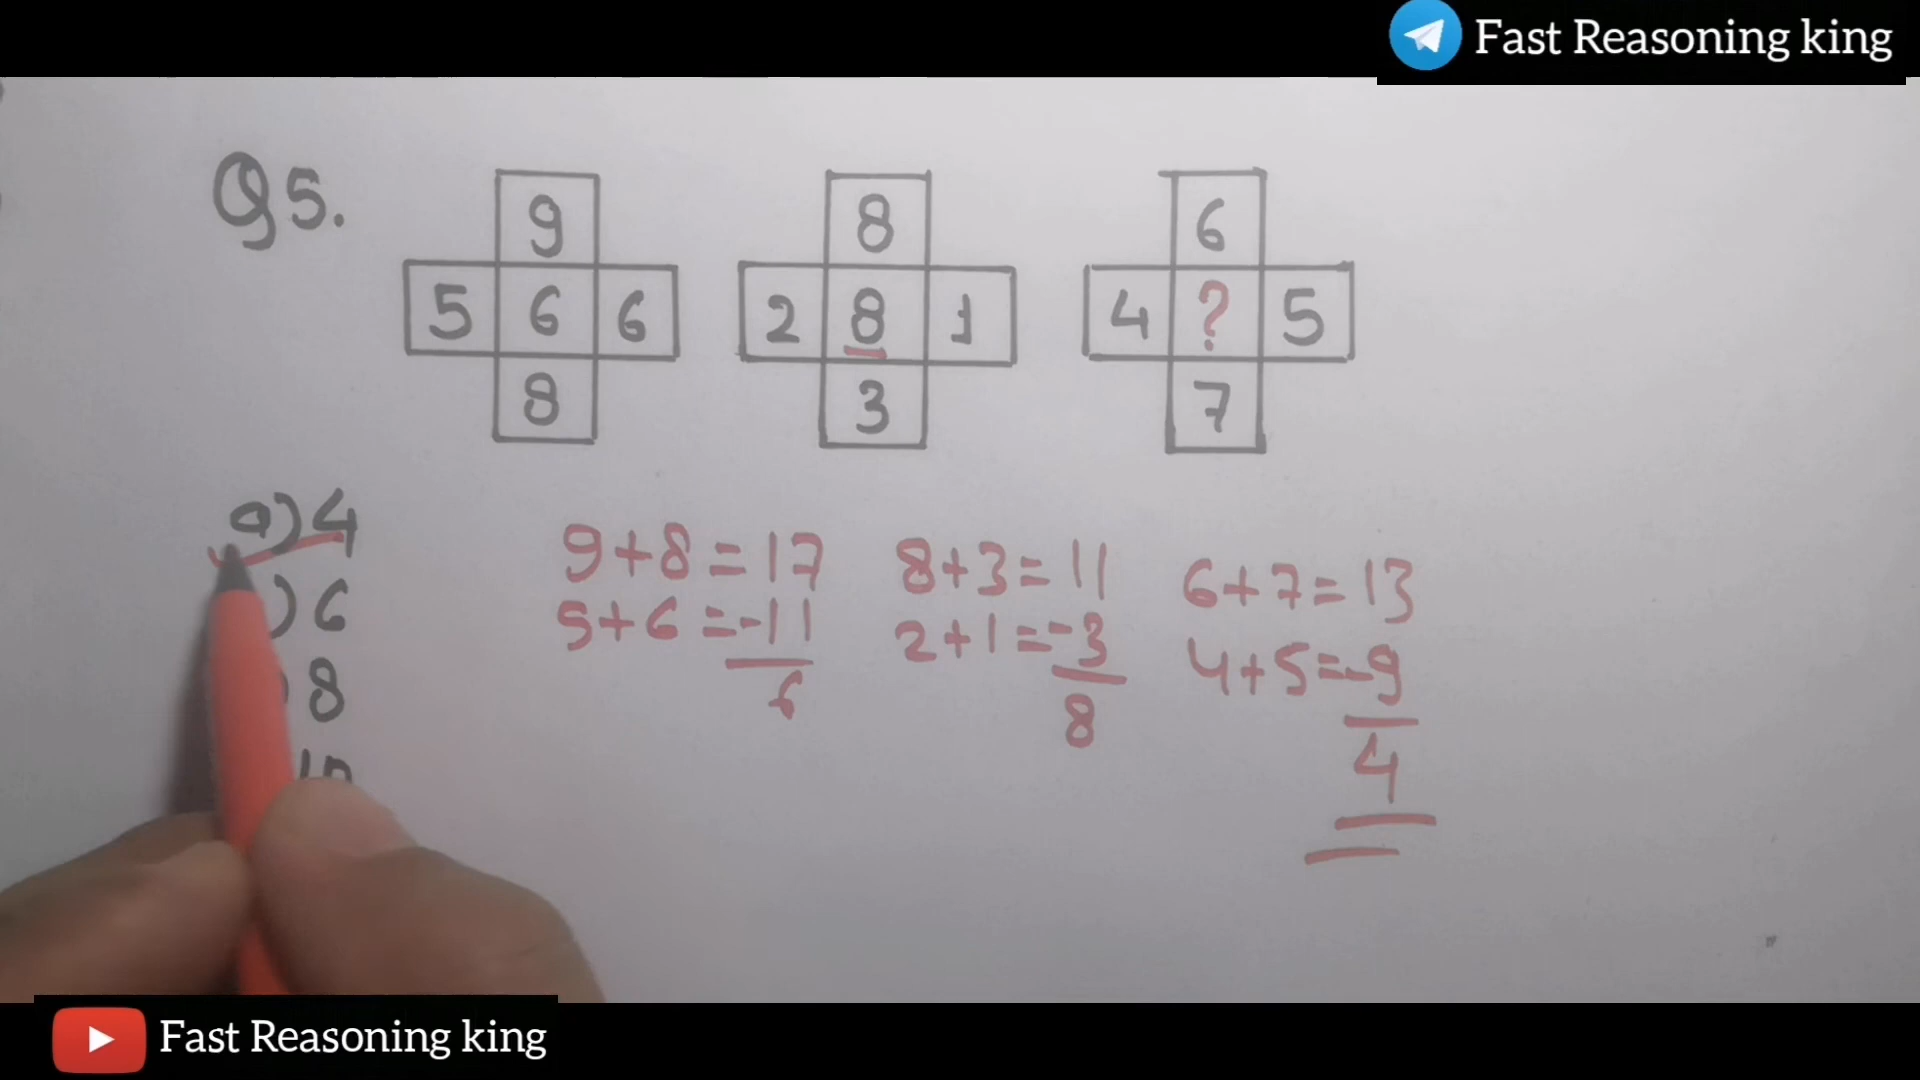 Fast Reasoning king
Q5.
9 8 6
5 6 6 2 8 1 4 ? 5
8 3 7
a) 4
) 6
) 8
10
9+8=17
5+6=-11
6
8+3=11
2+1=-3
8
6+7=13
4+5=-9
4
Fast Reasoning king